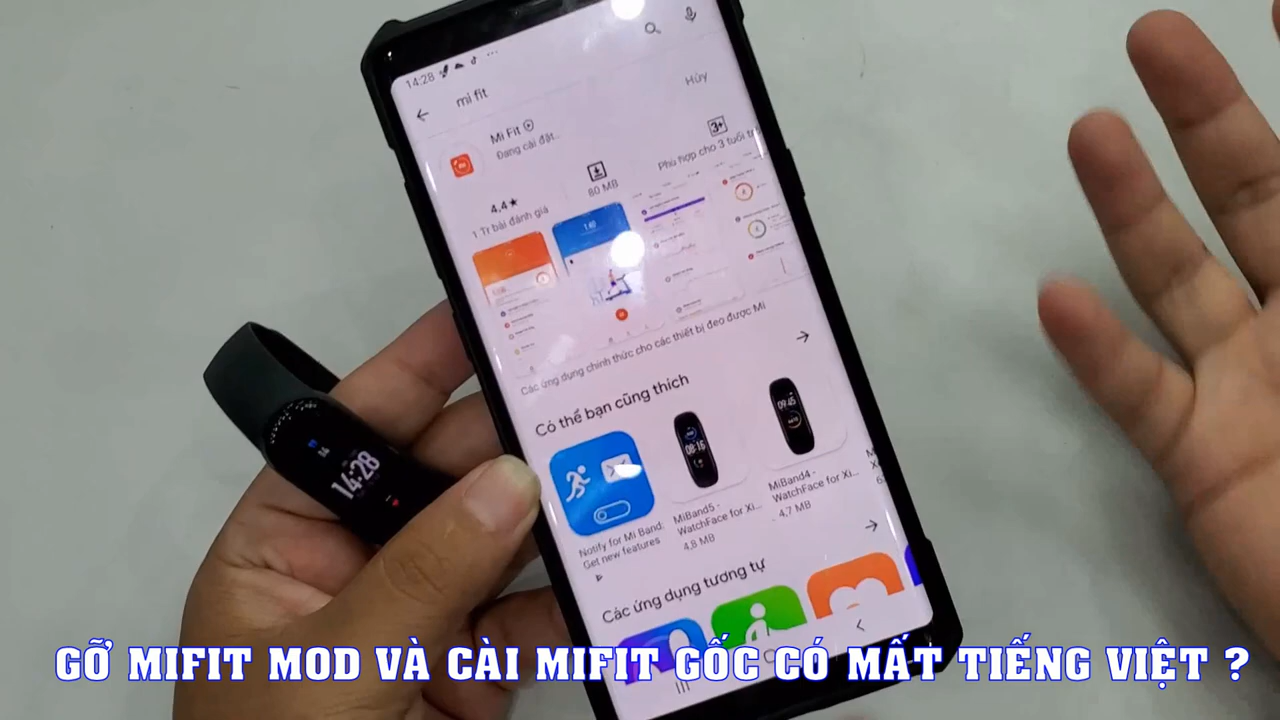 14:28
mi fit
Hủy
Mi Fit
Đang cài đặt...
4,4★
1 Tr bài đánh giá
80 MB
3+
Phù hợp cho 3 tuổi trở
Các ứng dụng chính thức cho các thiết bị đeo được Mi
Có thể bạn cũng thích
08:16
09:45
Notify for Mi Band:
Get new features
MiBand5 -
WatchFace for Xi...
4,8 MB
MiBand4 -
WatchFace for Xi...
4,7 MB
Các ứng dụng tương tự
14:28
GỠ MIFIT MOD VÀ CÀI MIFIT GỐC CÓ MẤT TIẾNG VIỆT ?